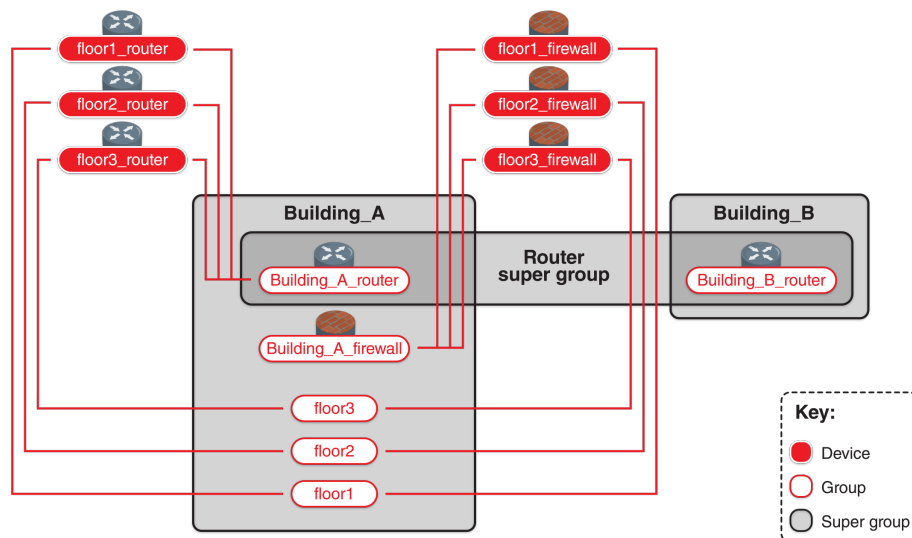 floor1_router
floor1_firewall
floor2_router
floor2_firewall
floor3_router
floor3_firewall
Building_A
Building_B
Router
super group
Building_A_router
Building_B_router
Building_A_firewall
floor3
floor2
floor1
Key:
Device
Group
Super group